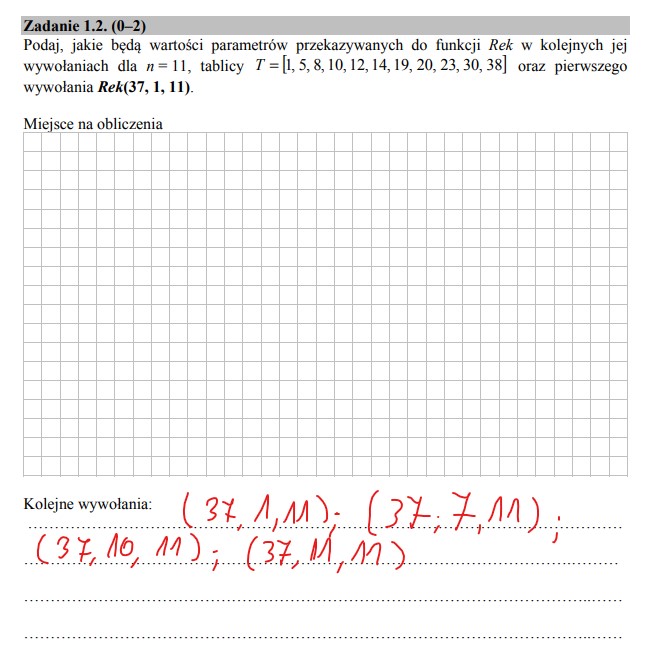 Zadanie 1.2. (0–2)
Podaj, jakie będą wartości parametrów przekazywanych do funkcji Rek w kolejnych jej
wywołaniach dla n = 11, tablicy T = [1, 5, 8, 10, 12, 14, 19, 20, 23, 30, 38] oraz pierwszego
wywołania Rek(37, 1, 11).
Miejsce na obliczenia
Kolejne wywołania: (37, 1, 11); (37; 7, 11);
(37, 10, 11); (37, 11, 11)